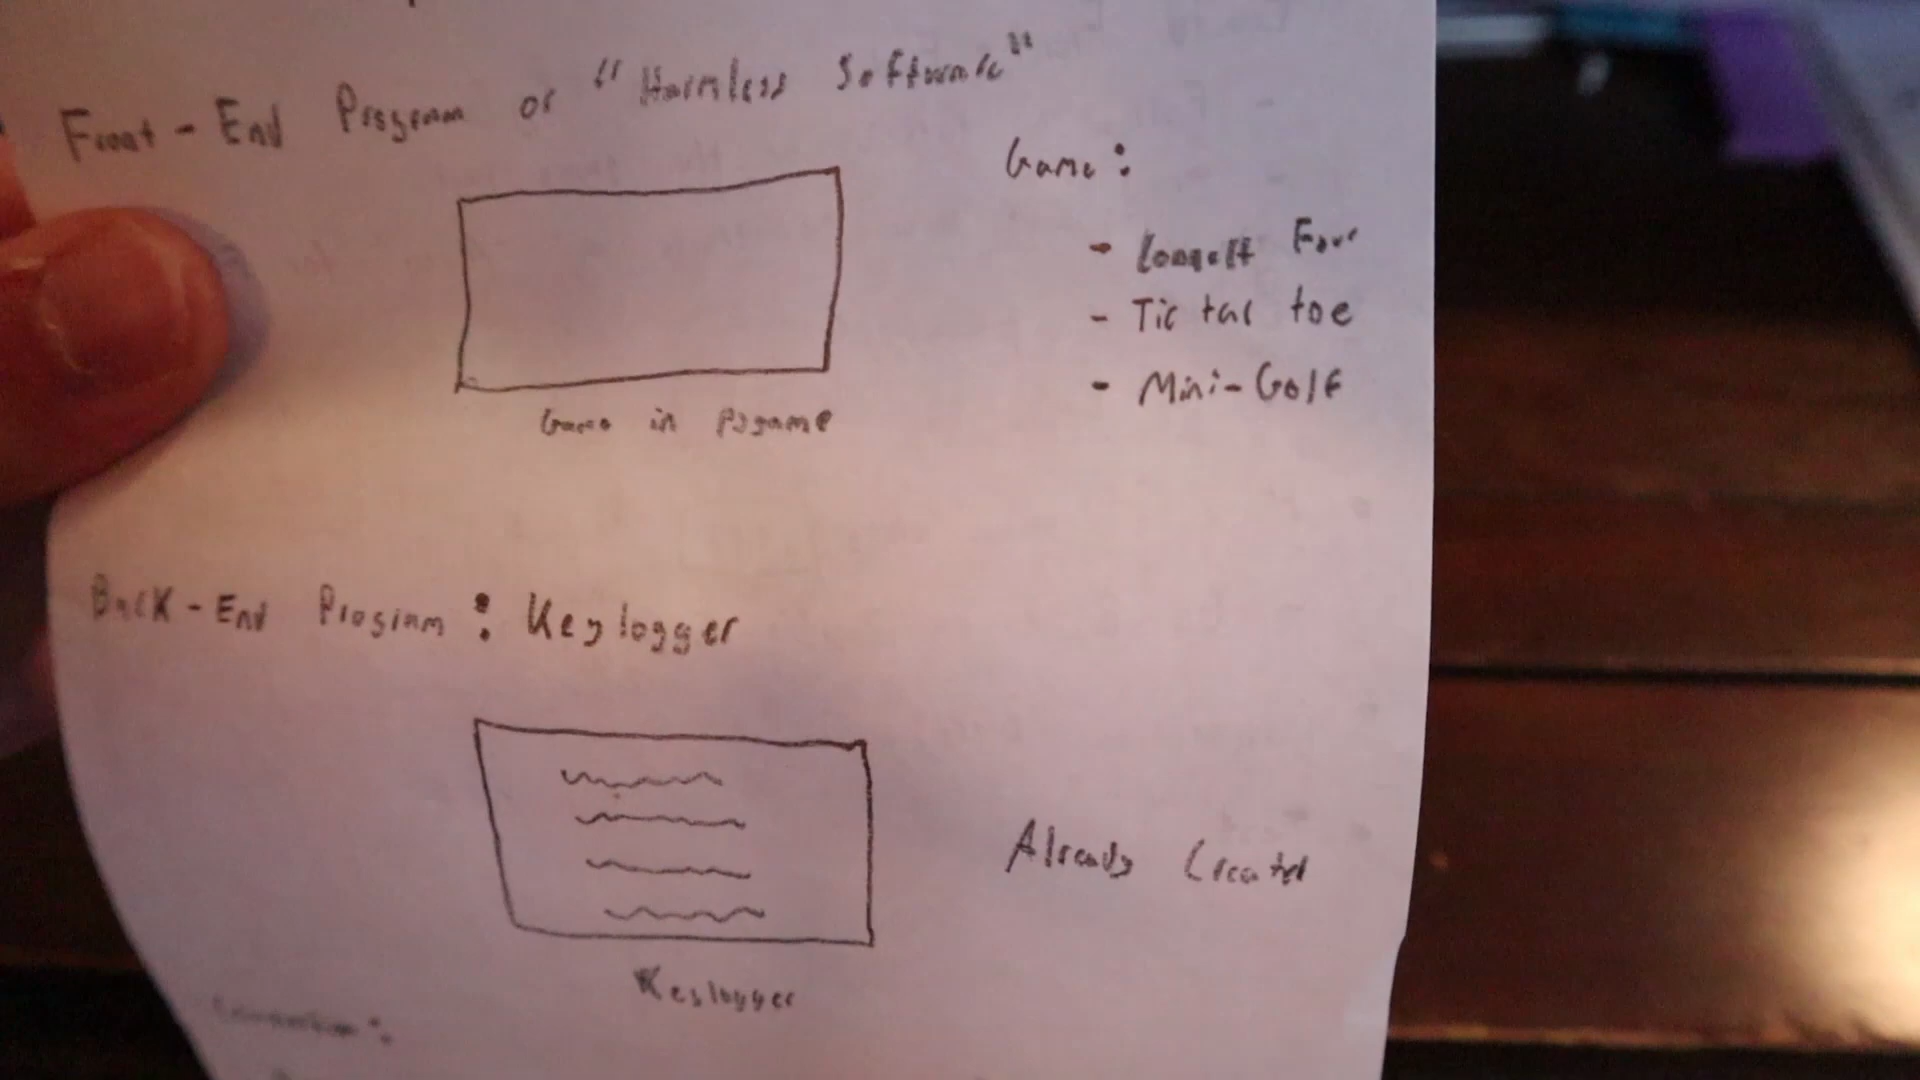 Front-End Program or "Harmless Software"
Game:
- Connect Four
- Tic tac toe
- Mini-Golf
Game in Pygame
Back-End Program: Keylogger
Already Created
Keylogger